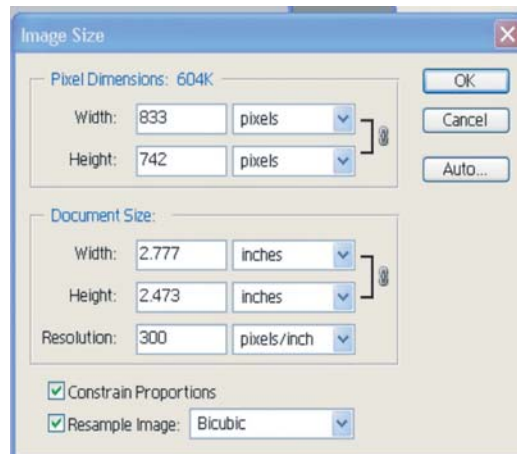 Image Size
Pixel Dimensions: 604K
Width: 833 pixels
Height: 742 pixels
OK
Cancel
Auto...
Document Size:
Width: 2.777 inches
Height: 2.473 inches
Resolution: 300 pixels/inch
Constrain Proportions
Resample Image: Bicubic